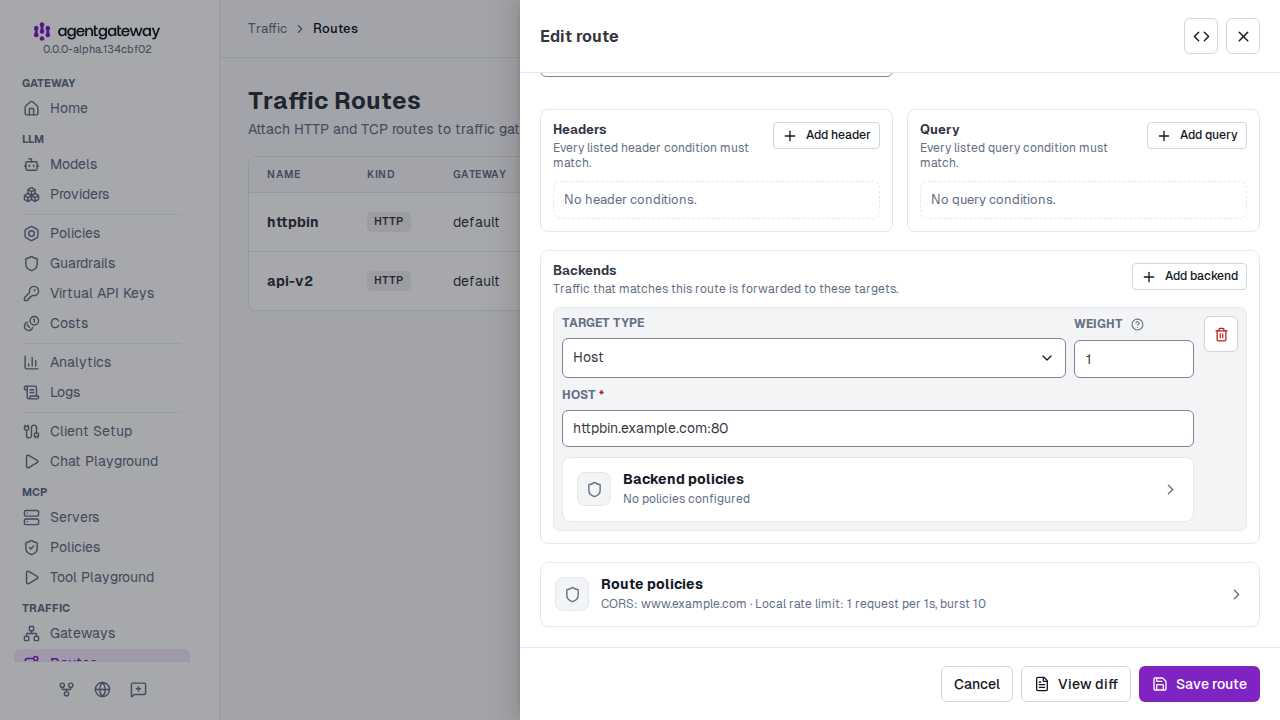 agentgateway
0.0.0-alpha.134cbf02
GATEWAY
Home
LLM
Models
Providers
Policies
Guardrails
Virtual API Keys
Costs
Analytics
Logs
Client Setup
Chat Playground
MCP
Servers
Policies
Tool Playground
TRAFFIC
Gateways
Routes
Traffic > Routes
Traffic Routes
Attach HTTP and TCP routes to traffic gat
NAME KIND GATEWAY
httpbin HTTP default
api-v2 HTTP default
Edit route
Headers
Every listed header condition must
match.
Add header
No header conditions.
Query
Every listed query condition must
match.
Add query
No query conditions.
Backends
Traffic that matches this route is forwarded to these targets.
Add backend
TARGET TYPE
Host
WEIGHT
1
HOST *
httpbin.example.com:80
Backend policies
No policies configured
Route policies
CORS: www.example.com · Local rate limit: 1 request per 1s, burst 10
Cancel
View diff
Save route